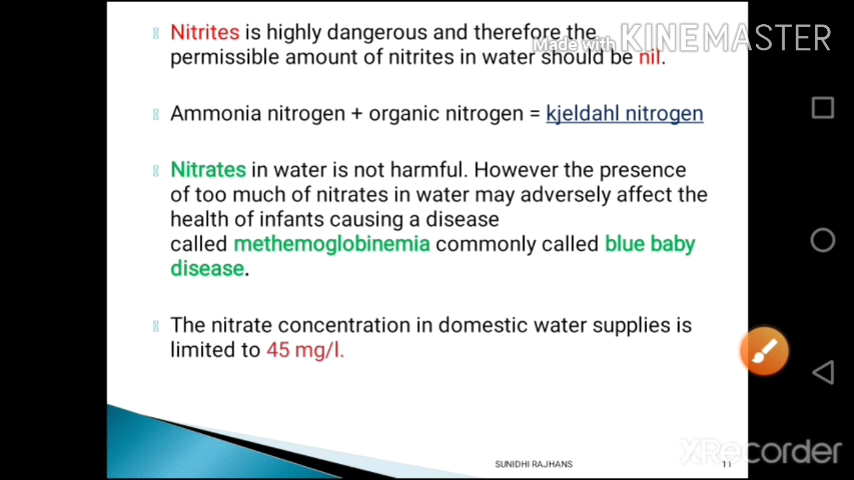 Nitrites is highly dangerous and therefore the
permissible amount of nitrites in water should be nil.
Made with KINEMASTER
Ammonia nitrogen + organic nitrogen = kjeldahl nitrogen
Nitrates in water is not harmful. However the presence
of too much of nitrates in water may adversely affect the
health of infants causing a disease
called methemoglobinemia commonly called blue baby
disease.
The nitrate concentration in domestic water supplies is
limited to 45 mg/l.
SUNIDHI RAJHANS
11
XRecorder